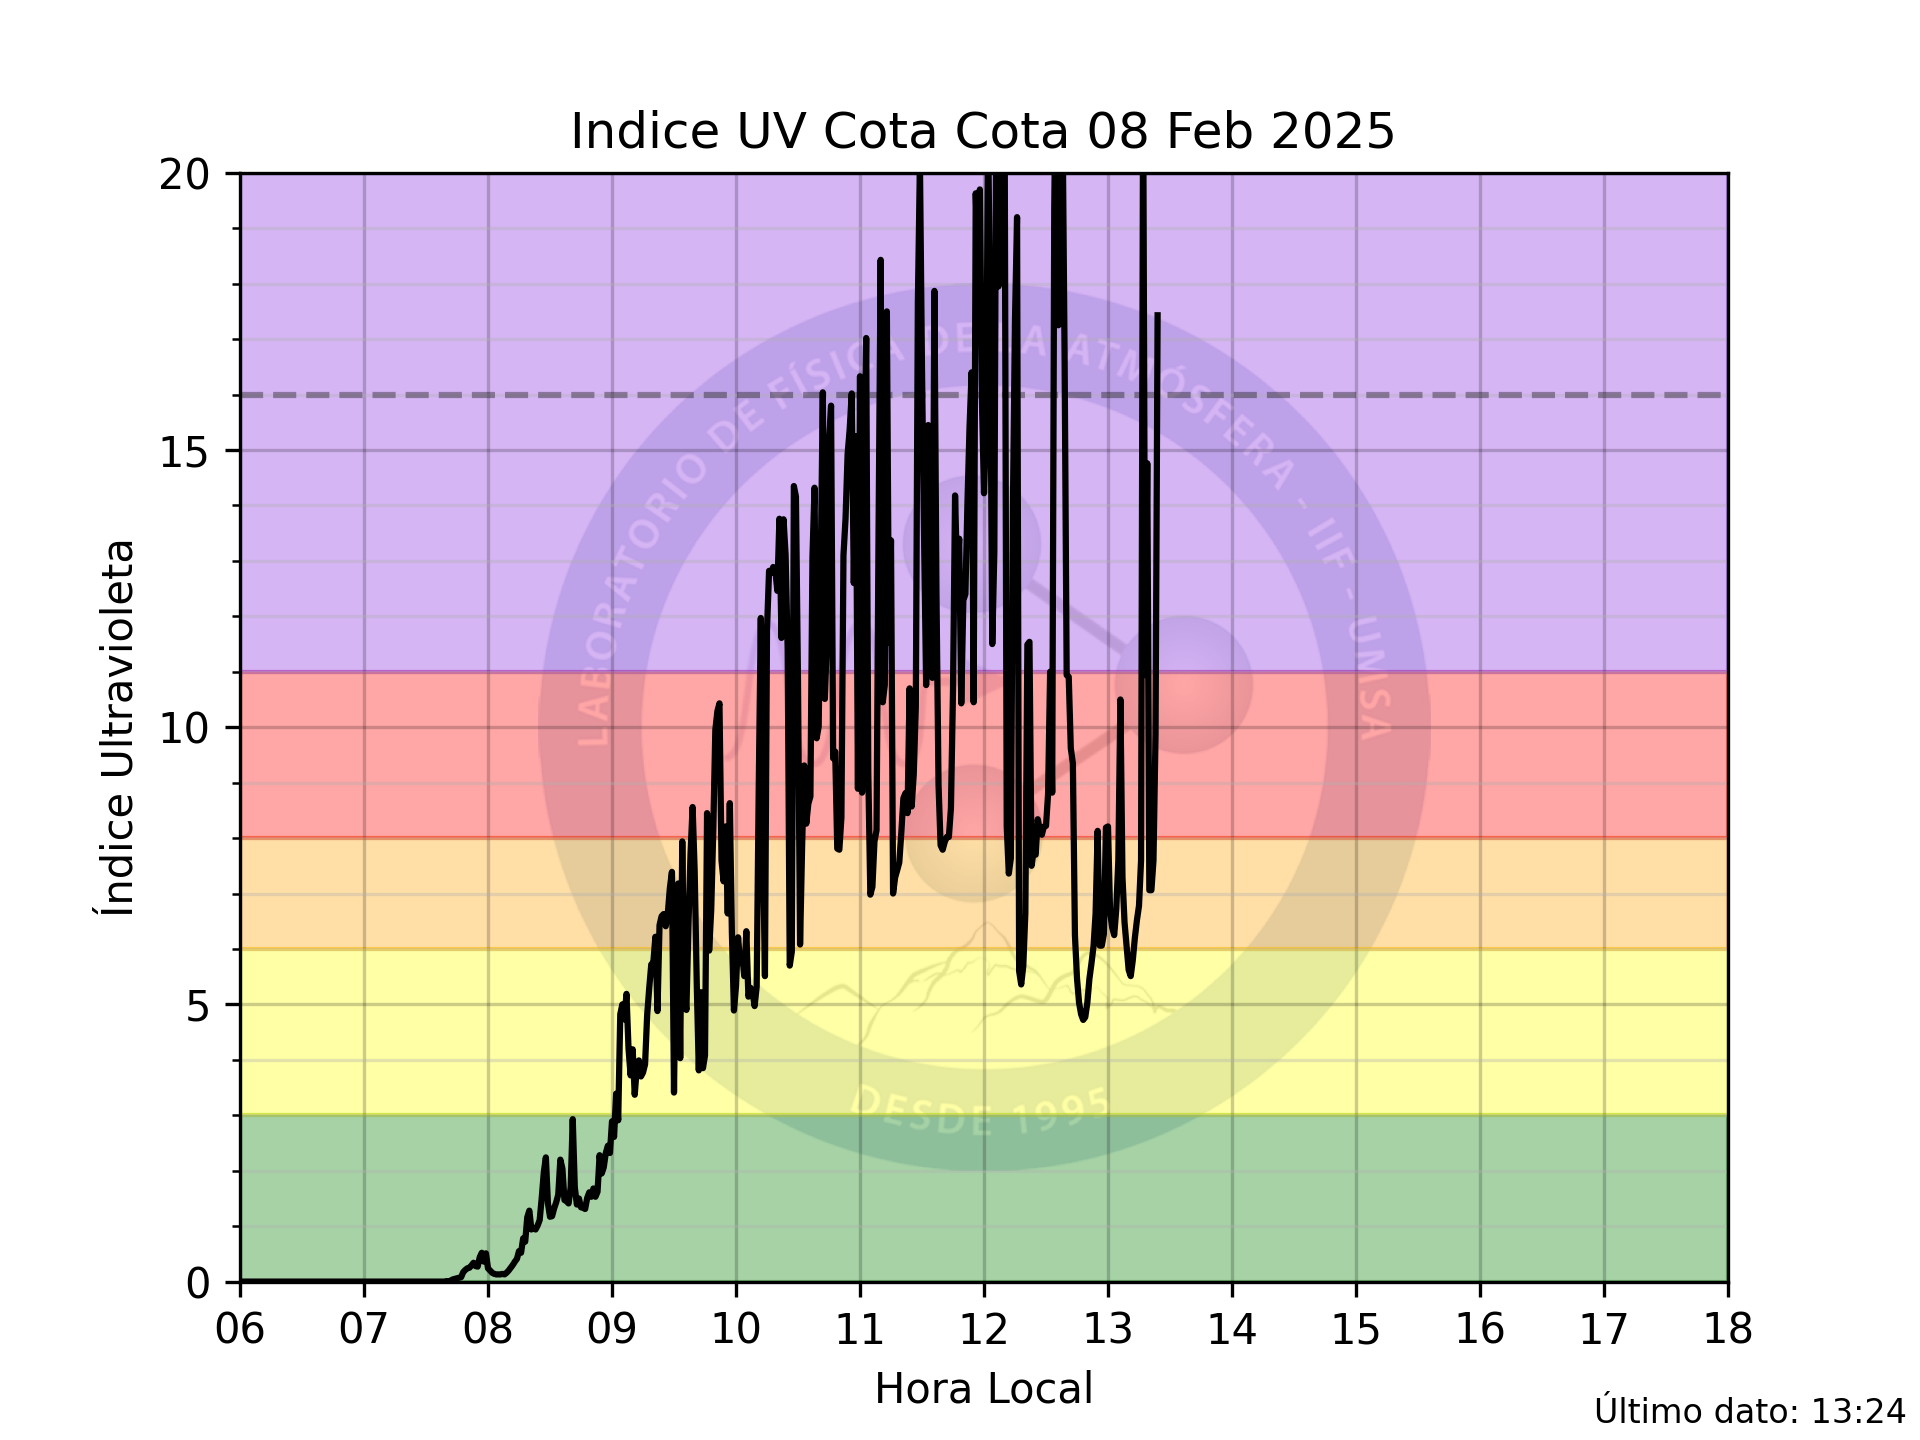 Indice UV Cota Cota 08 Feb 2025
20
15
10
5
0
Índice Ultravioleta
LABORATORIO DE FÍSICA DE LA ATMÓSFERA - IIF - UMSA
DESDE 1995
06 07 08 09 10 11 12 13 14 15 16 17 18
Hora Local
Último dato: 13:24